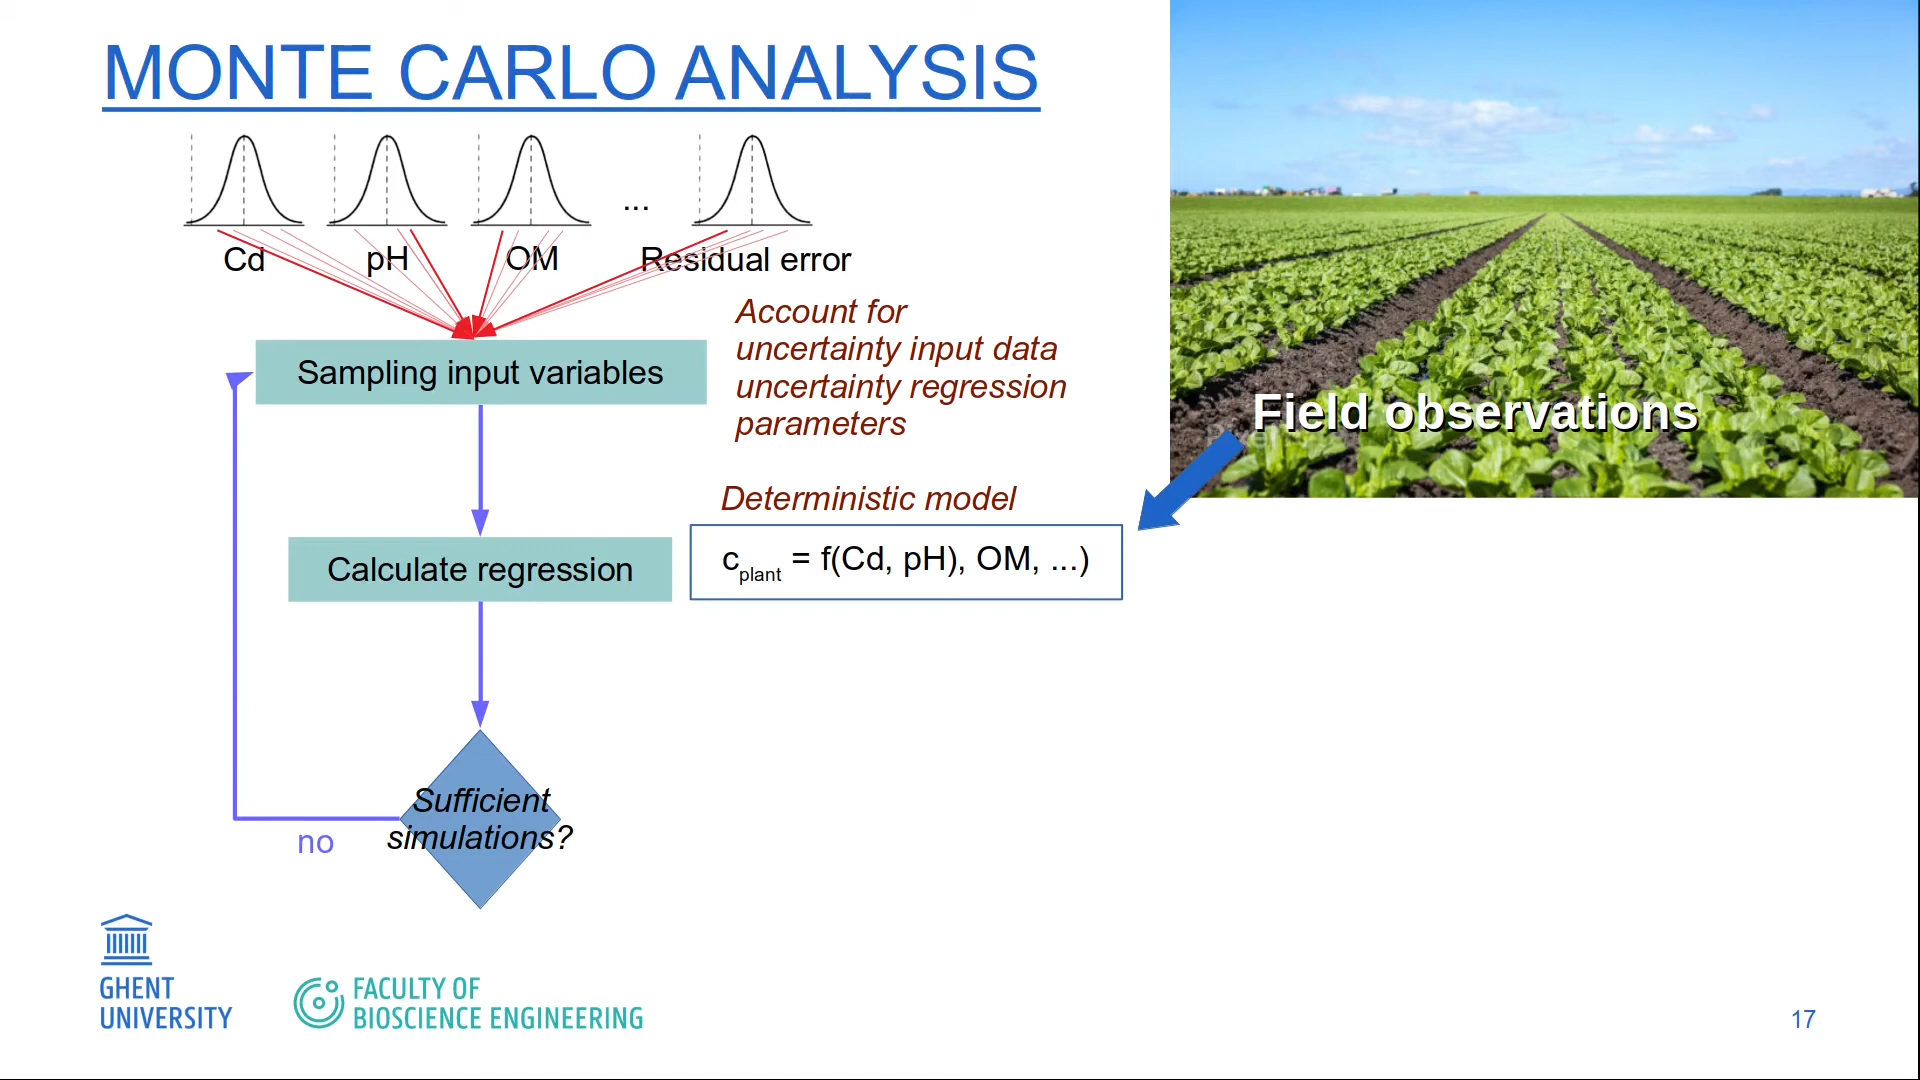 MONTE CARLO ANALYSIS
...
Cd
pH
OM
Residual error
Sampling input variables
Account for
uncertainty input data
uncertainty regression
parameters
Field observations
Deterministic model
Calculate regression
cplant = f(Cd, pH), OM, ...)
Sufficient
simulations?
no
GHENT
UNIVERSITY
FACULTY OF
BIOSCIENCE ENGINEERING
17